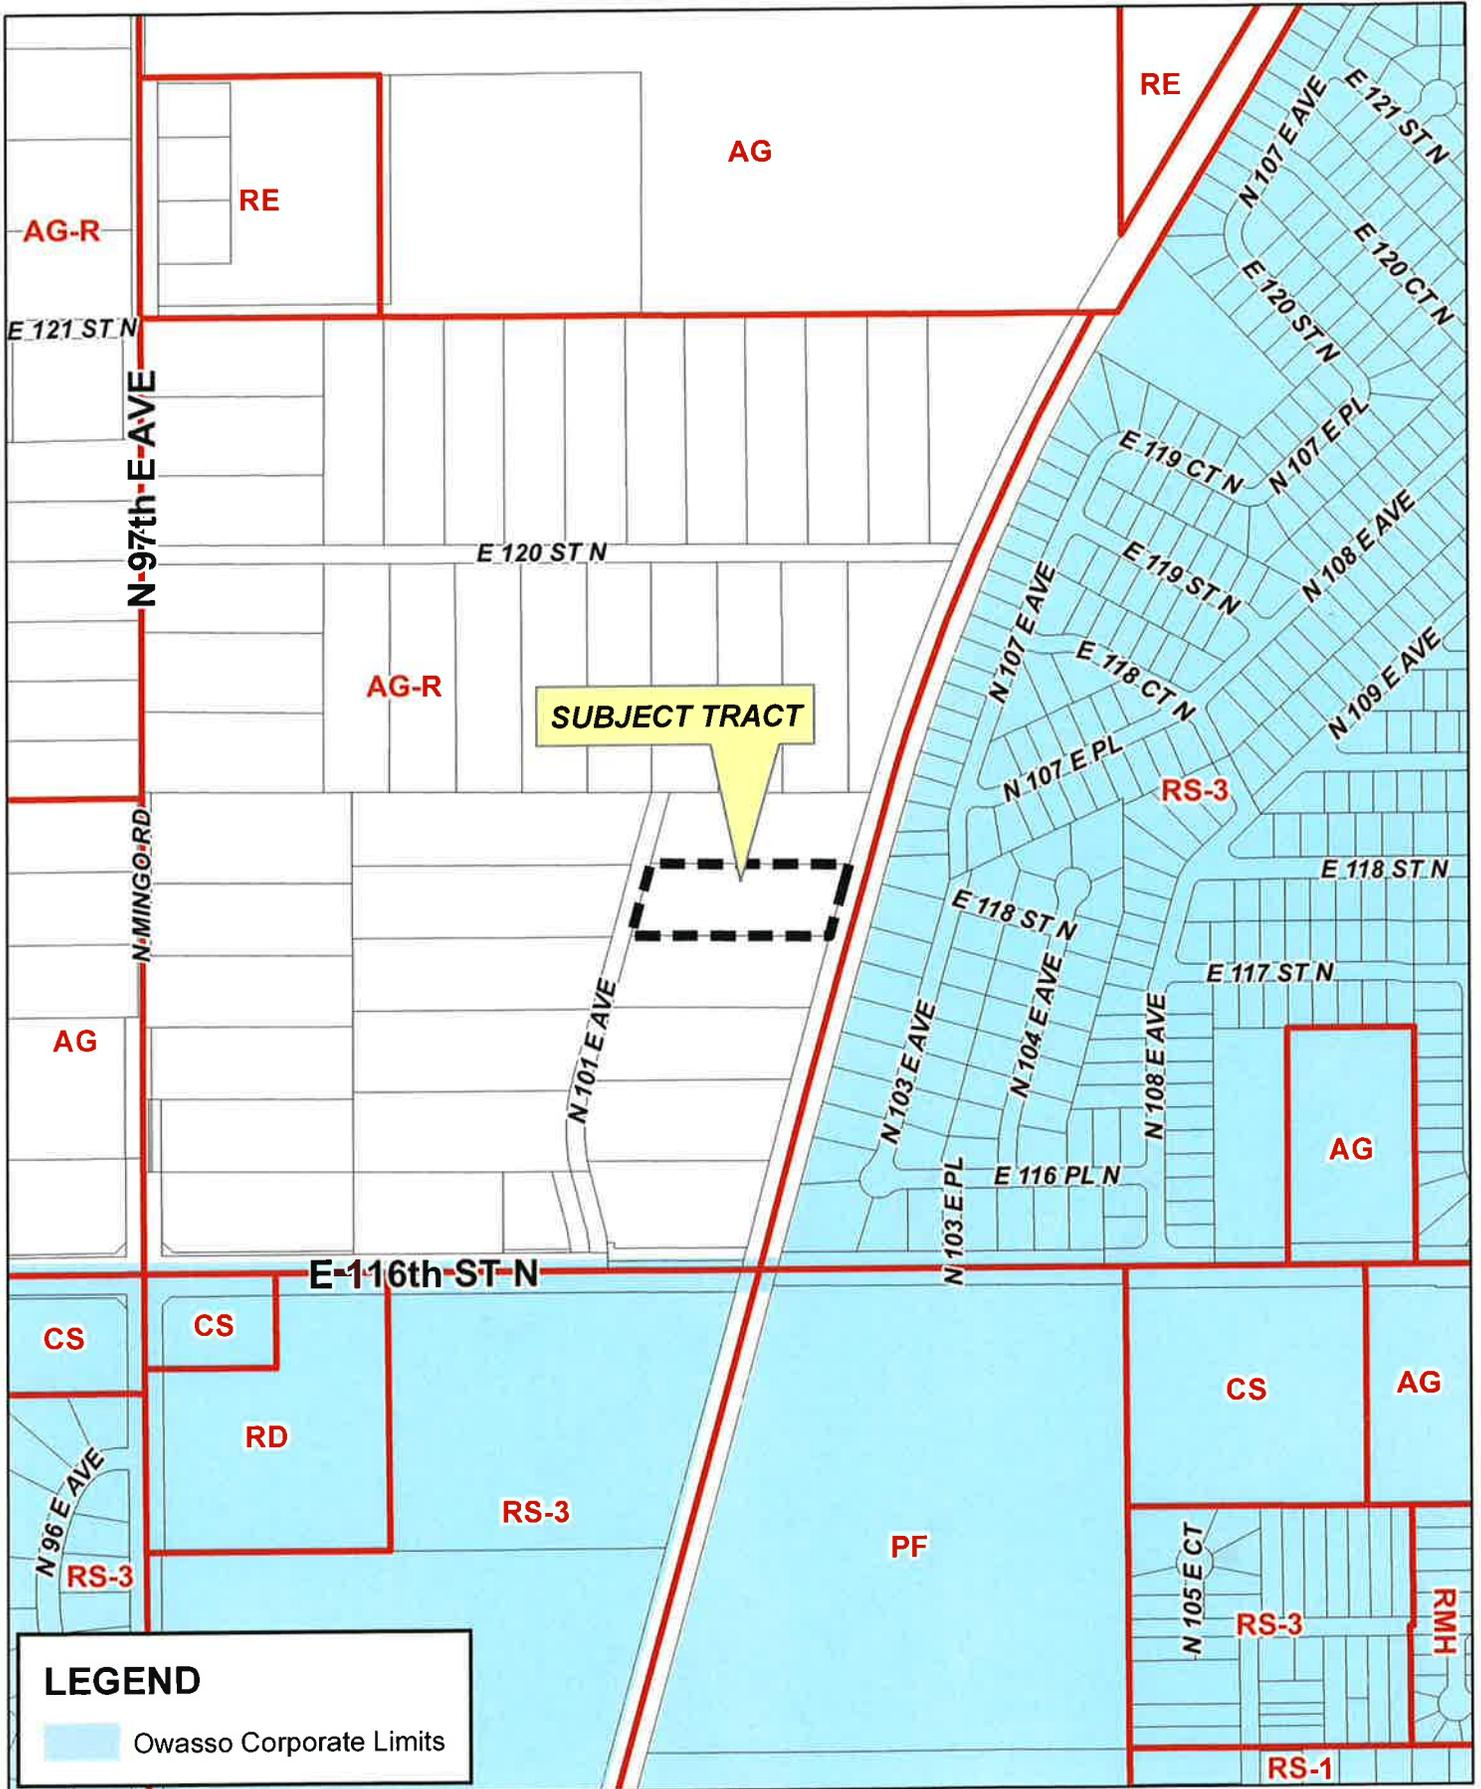 RE
N 107 E AVE
E 121 ST N
AG
RE
AG-R
E 120 CT N
E 120 ST N
E 121 ST N
N 97th E AVE
N 107 E PL
E 119 CT N
N 108 E AVE
E 120 ST N
E 119 ST N
N 107 E AVE
E 118 CT N
N 109 E AVE
AG-R
SUBJECT TRACT
N 107 E PL
RS-3
N MINGO RD
E 118 ST N
E 118 ST N
E 117 ST N
N 101 E AVE
N 103 E AVE
N 104 E AVE
N 108 E AVE
AG
AG
E 116 PL N
N 103 E PL
E 116th ST N
CS
CS
CS
AG
RD
N 96 E AVE
RS-3
RS-3
PF
N 105 E CT
RS-3
RMH
LEGEND
Owasso Corporate Limits
RS-1